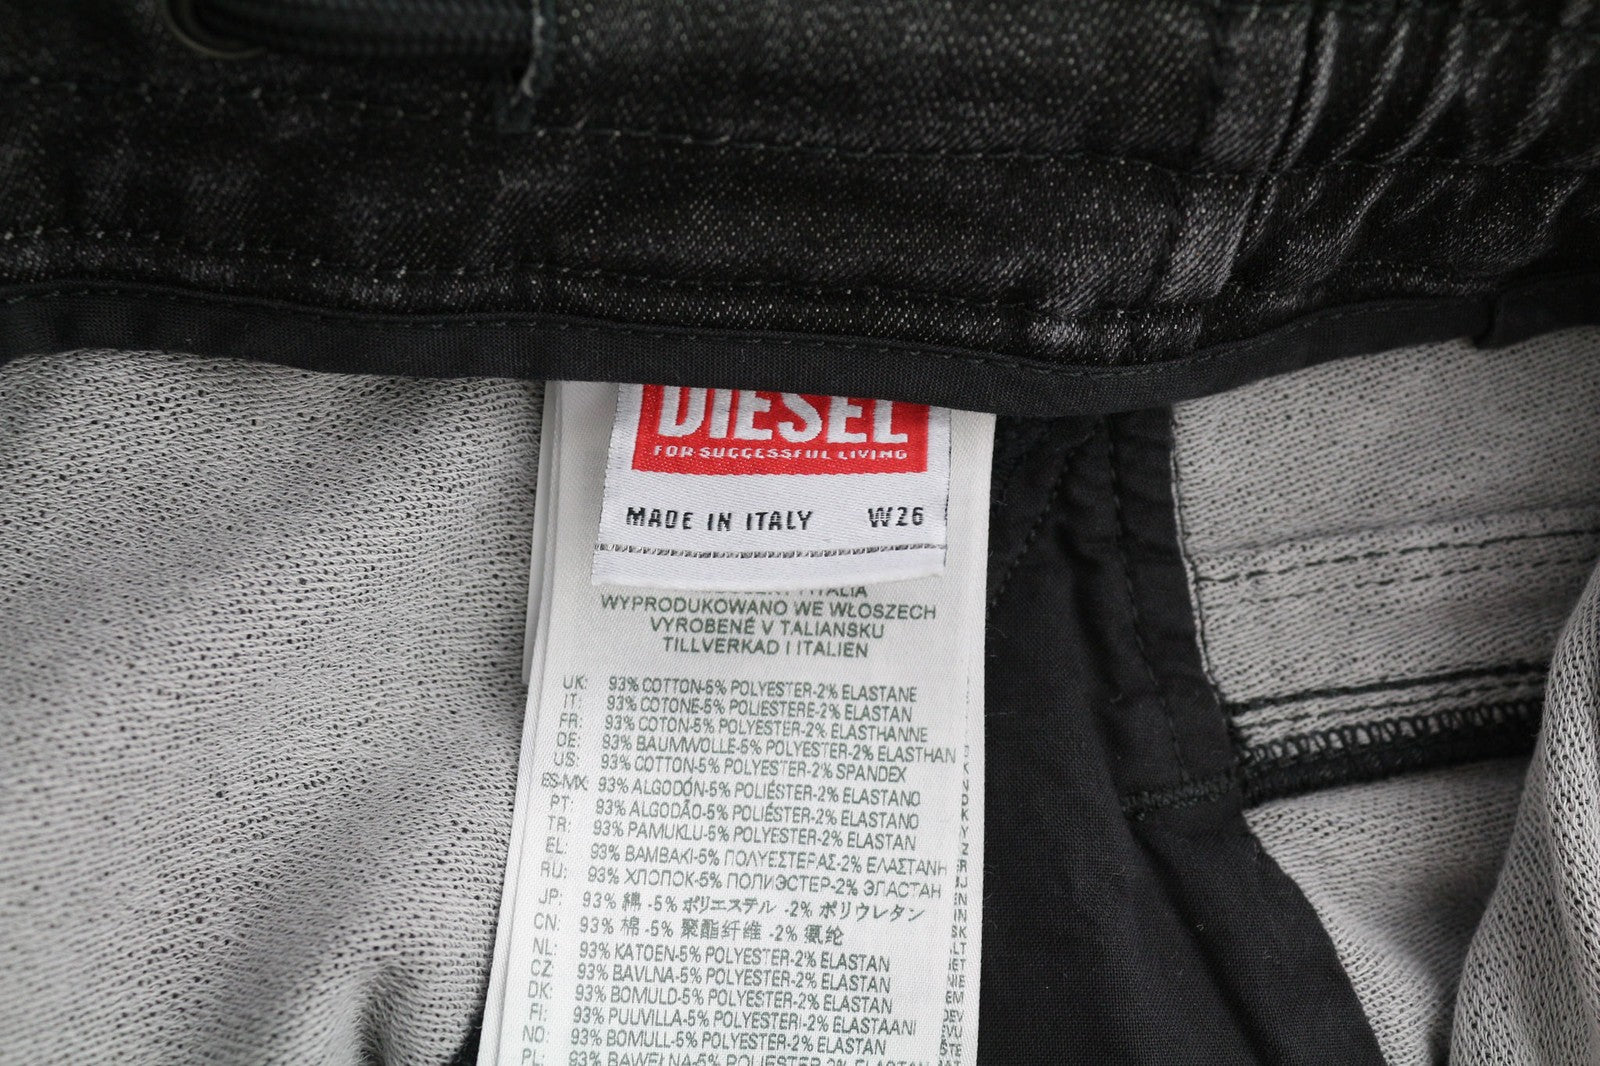 DIESEL
FOR SUCCESSFUL LIVING
MADE IN ITALY W26
WYPRODUKOWANO WE WŁOSZECH
VYROBENÉ V TALIANSKU
TILLVERKAD I ITALIEN
UK: 93% COTTON-5% POLYESTER-2% ELASTANE
IT: 93% COTONE-5% POLIESTERE-2% ELASTAN
FR: 93% COTON-5% POLYESTER-2% ELASTHANNE
DE: 93% BAUMWOLLE-5% POLYESTER-2% ELASTHAN
US: 93% COTTON-5% POLYESTER-2% SPANDEX
ES-MX: 93% ALGODÓN-5% POLIÉSTER-2% ELASTANO
PT: 93% ALGODÃO-5% POLIÉSTER-2% ELASTANO
TR: 93% PAMUKLU-5% POLYESTER-2% ELASTAN
EL: 93% ΒΑΜΒΑΚΙ-5% ΠΟΛΥΕΣΤΕΡΑΣ-2% ΕΛΑΣΤΑΝΗ
RU: 93% ХЛОПОК-5% ПОЛИЭСТЕР-2% ЭЛАСТАН
JP: 93% 綿 -5% ポリエステル -2% ポリウレタン
CN: 93% 棉 -5% 聚酯纤维 -2% 氨纶
NL: 93% KATOEN-5% POLYESTER-2% ELASTAN
CZ: 93% BAVLNA-5% POLYESTER-2% ELASTAN
DK: 93% BOMULD-5% POLYESTER-2% ELASTAN
FI: 93% PUUVILLA-5% POLYESTERI-2% ELASTAANI
NO: 93% BOMULL-5% POLYESTER-2% ELASTAN
PL: 93% BAWEŁNA-5% POLYESTER-2% ELASTAN